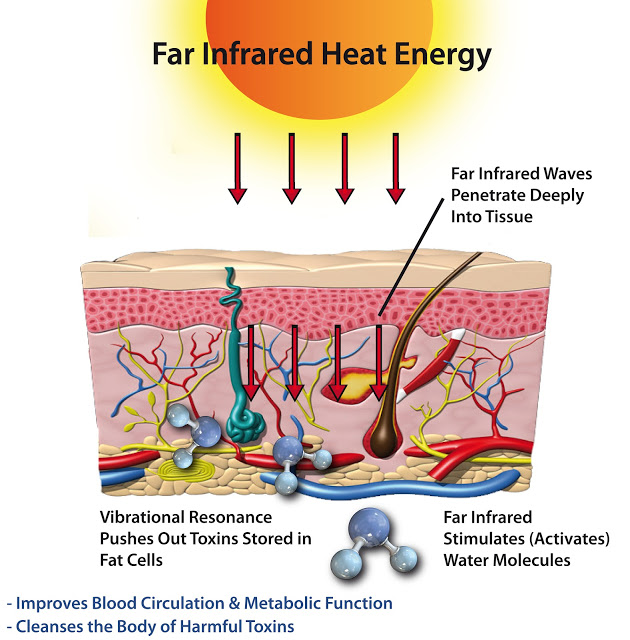 Far Infrared Heat Energy
Far Infrared Waves
Penetrate Deeply
Into Tissue
Vibrational Resonance
Pushes Out Toxins Stored in
Fat Cells
Far Infrared
Stimulates (Activates)
Water Molecules
- Improves Blood Circulation & Metabolic Function
- Cleanses the Body of Harmful Toxins